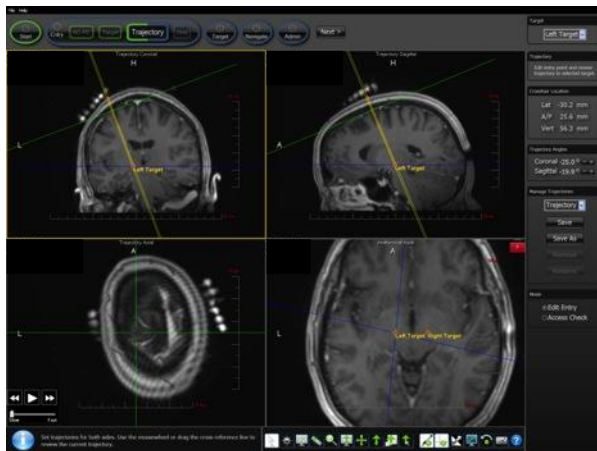 File Help
Start
Entry
Target
Trajectory
Target
Navigate
Admin
Next >
Target
Left Target
Trajectory Coronal
H
L
Left Target
Trajectory Sagittal
H
A
Left Target
Trajectory
Edit entry point and review
trajectory to selected target.
Crosshair Location
Lat -30.2 mm
A/P 25.6 mm
Vert 56.3 mm
Trajectory Angles
Coronal -25.0°
Sagittal -19.9°
Manage Trajectories
Trajectory
Save
Save As
Mode
Edit Entry
Access Check
Trajectory Axial
A
L
Anatomical Axial
A
L
Left Target Right Target
Slow Fast
Set trajectories for both sides. Use the mousewheel or drag the cross-reference line to
review the current trajectory.